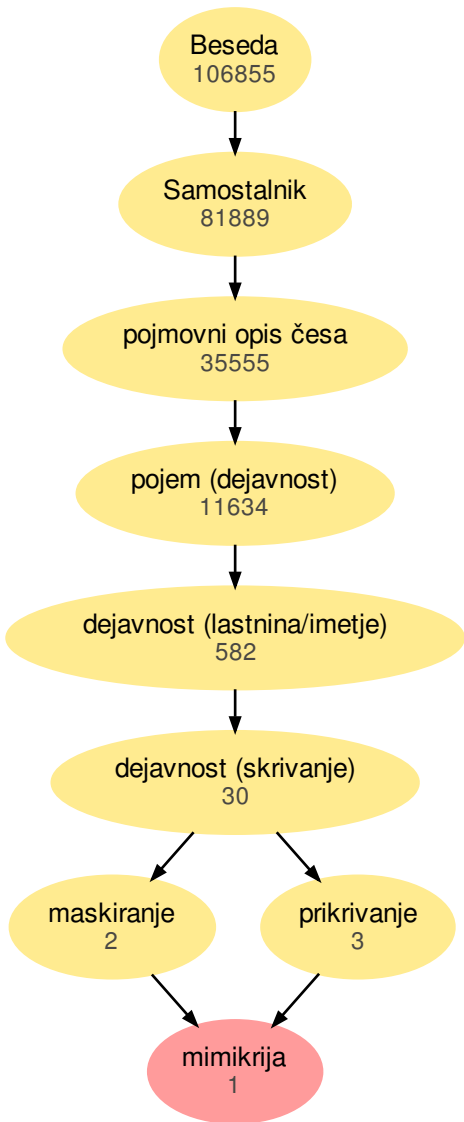 Beseda
106855
Samostalnik
81889
pojmovni opis česa
35555
pojem (dejavnost)
11634
dejavnost (lastnina/imetje)
582
dejavnost (skrivanje)
30
maskiranje
2
prikrivanje
3
mimikrija
1